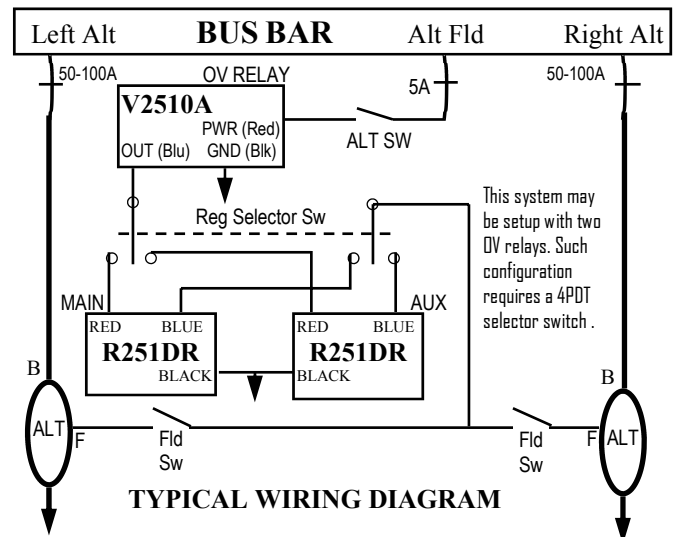 Left Alt BUS BAR Alt Fld Right Alt
50-100A OV RELAY 5A 50-100A
V2510A
PWR (Red)
OUT (Blu) GND (Blk)
ALT SW
Reg Selector Sw
This system may
be setup with two
OV relays. Such
configuration
requires a 4PDT
selector switch .
MAIN AUX
RED BLUE RED BLUE
R251DR R251DR
BLACK BLACK
B B
ALT F Fld Sw Fld Sw F ALT
TYPICAL WIRING DIAGRAM